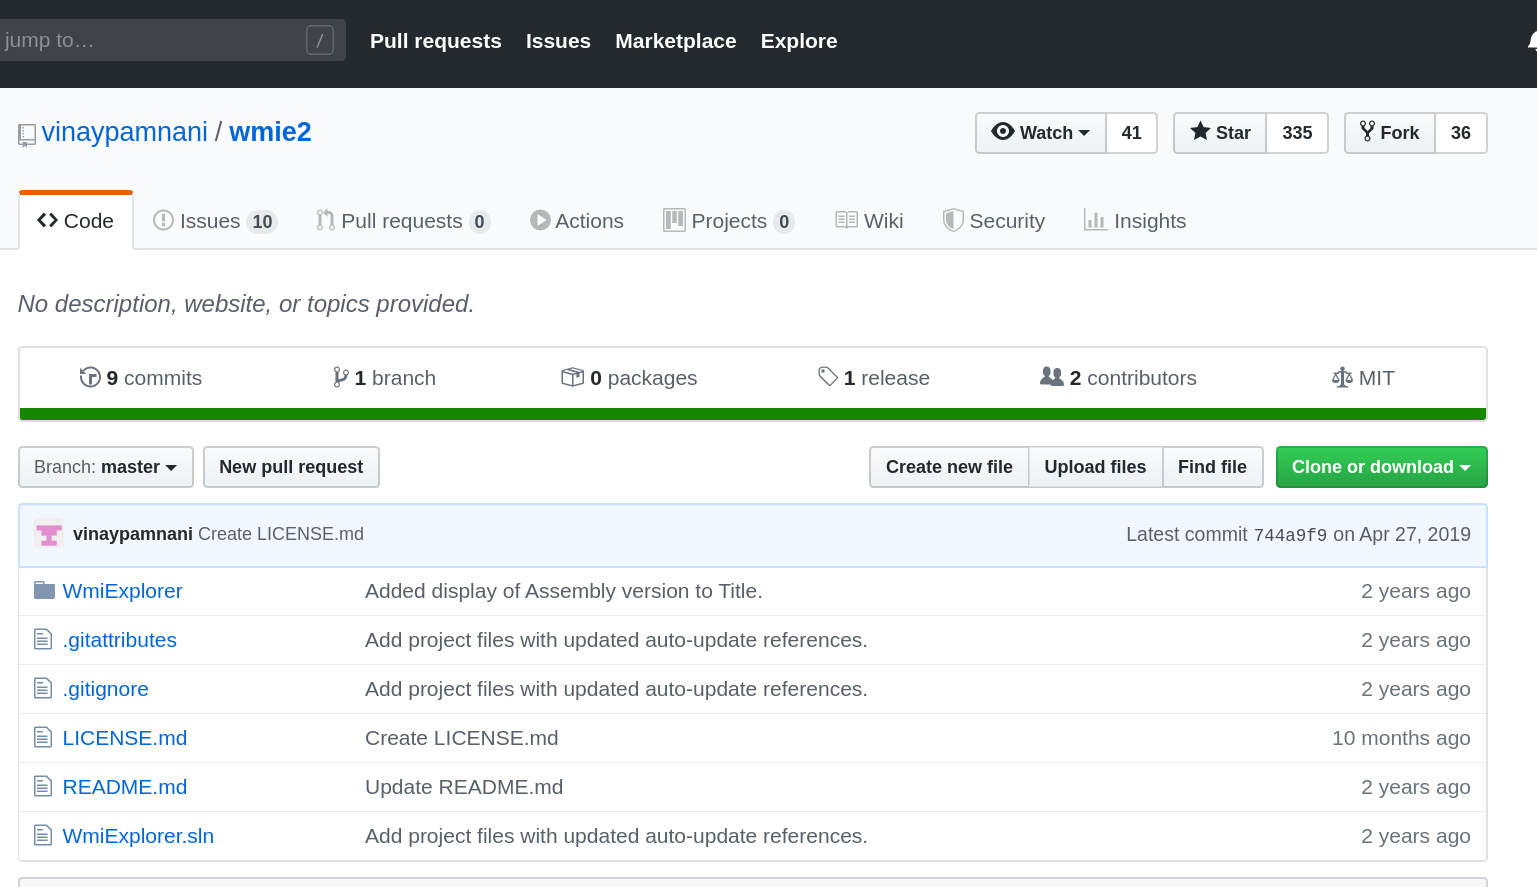 jump to… / Pull requests Issues Marketplace Explore
vinaypamnani / wmie2 Watch 41 Star 335 Fork 36
Code Issues 10 Pull requests 0 Actions Projects 0 Wiki Security Insights
No description, website, or topics provided.
9 commits 1 branch 0 packages 1 release 2 contributors MIT
Branch: master New pull request Create new file Upload files Find file Clone or download
vinaypamnani Create LICENSE.md Latest commit 744a9f9 on Apr 27, 2019
WmiExplorer Added display of Assembly version to Title. 2 years ago
.gitattributes Add project files with updated auto-update references. 2 years ago
.gitignore Add project files with updated auto-update references. 2 years ago
LICENSE.md Create LICENSE.md 10 months ago
README.md Update README.md 2 years ago
WmiExplorer.sln Add project files with updated auto-update references. 2 years ago